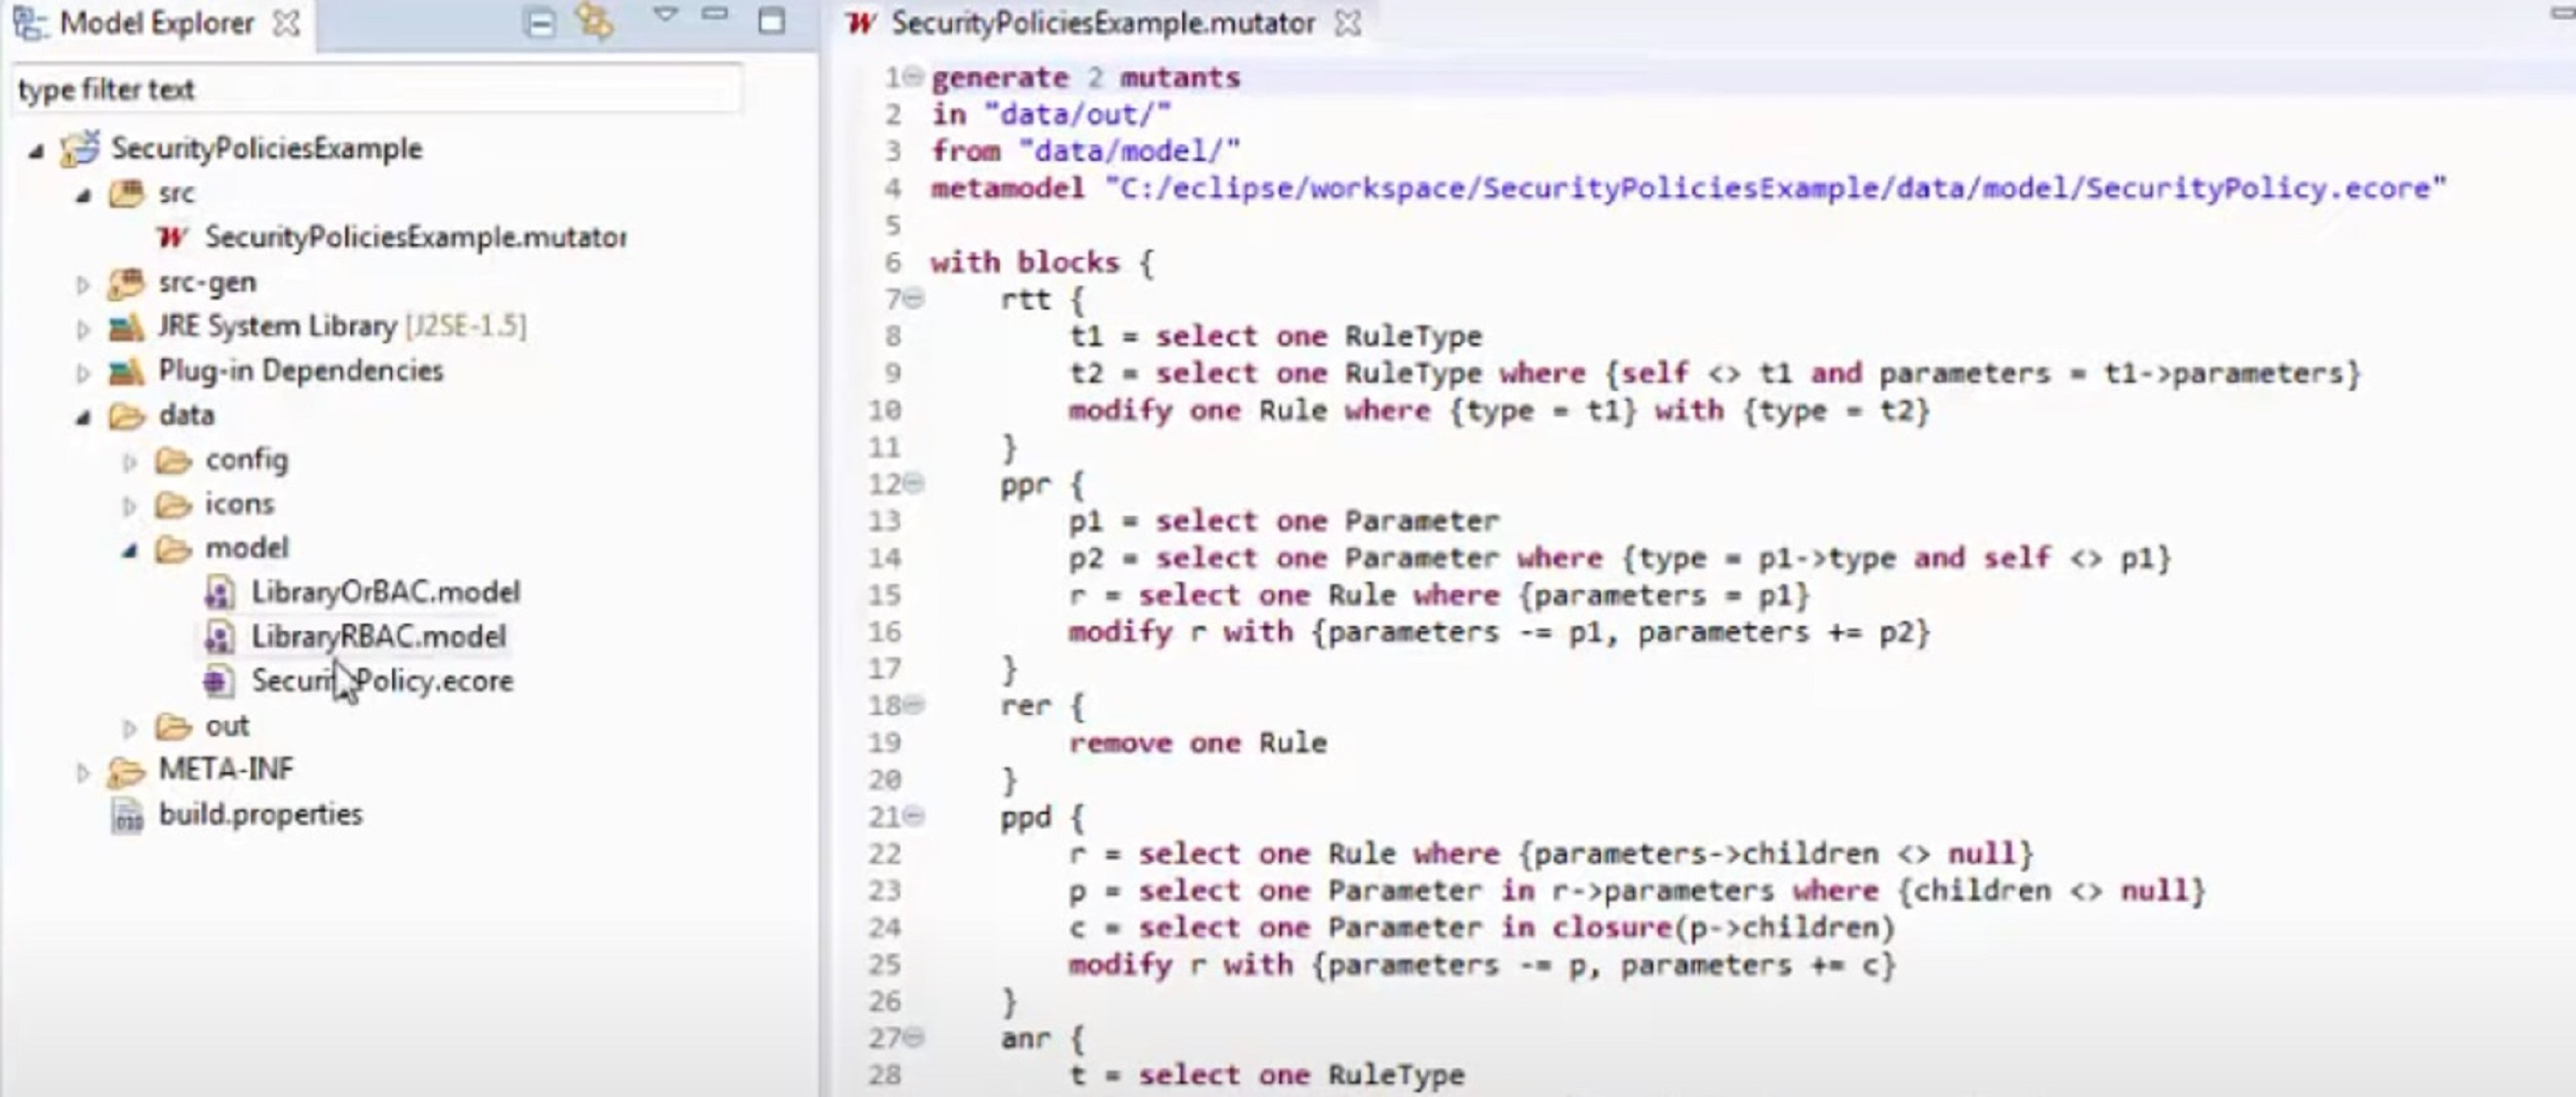 Model Explorer
type filter text
SecurityPoliciesExample
src
SecurityPoliciesExample.mutator
src-gen
JRE System Library [J2SE-1.5]
Plug-in Dependencies
data
config
icons
model
LibraryOrBAC.model
LibraryRBAC.model
SecurityPolicy.ecore
out
META-INF
build.properties
SecurityPoliciesExample.mutator
1 generate 2 mutants
2 in "data/out/"
3 from "data/model/"
4 metamodel "C:/eclipse/workspace/SecurityPoliciesExample/data/model/SecurityPolicy.ecore"
5
6 with blocks {
7 rtt {
8 t1 = select one RuleType
9 t2 = select one RuleType where {self <> t1 and parameters = t1->parameters}
10 modify one Rule where {type = t1} with {type = t2}
11 }
12 ppr {
13 p1 = select one Parameter
14 p2 = select one Parameter where {type = p1->type and self <> p1}
15 r = select one Rule where {parameters = p1}
16 modify r with {parameters -= p1, parameters += p2}
17 }
18 rer {
19 remove one Rule
20 }
21 ppd {
22 r = select one Rule where {parameters->children <> null}
23 p = select one Parameter in r->parameters where {children <> null}
24 c = select one Parameter in closure(p->children)
25 modify r with {parameters -= p, parameters += c}
26 }
27 anr {
28 t = select one RuleType